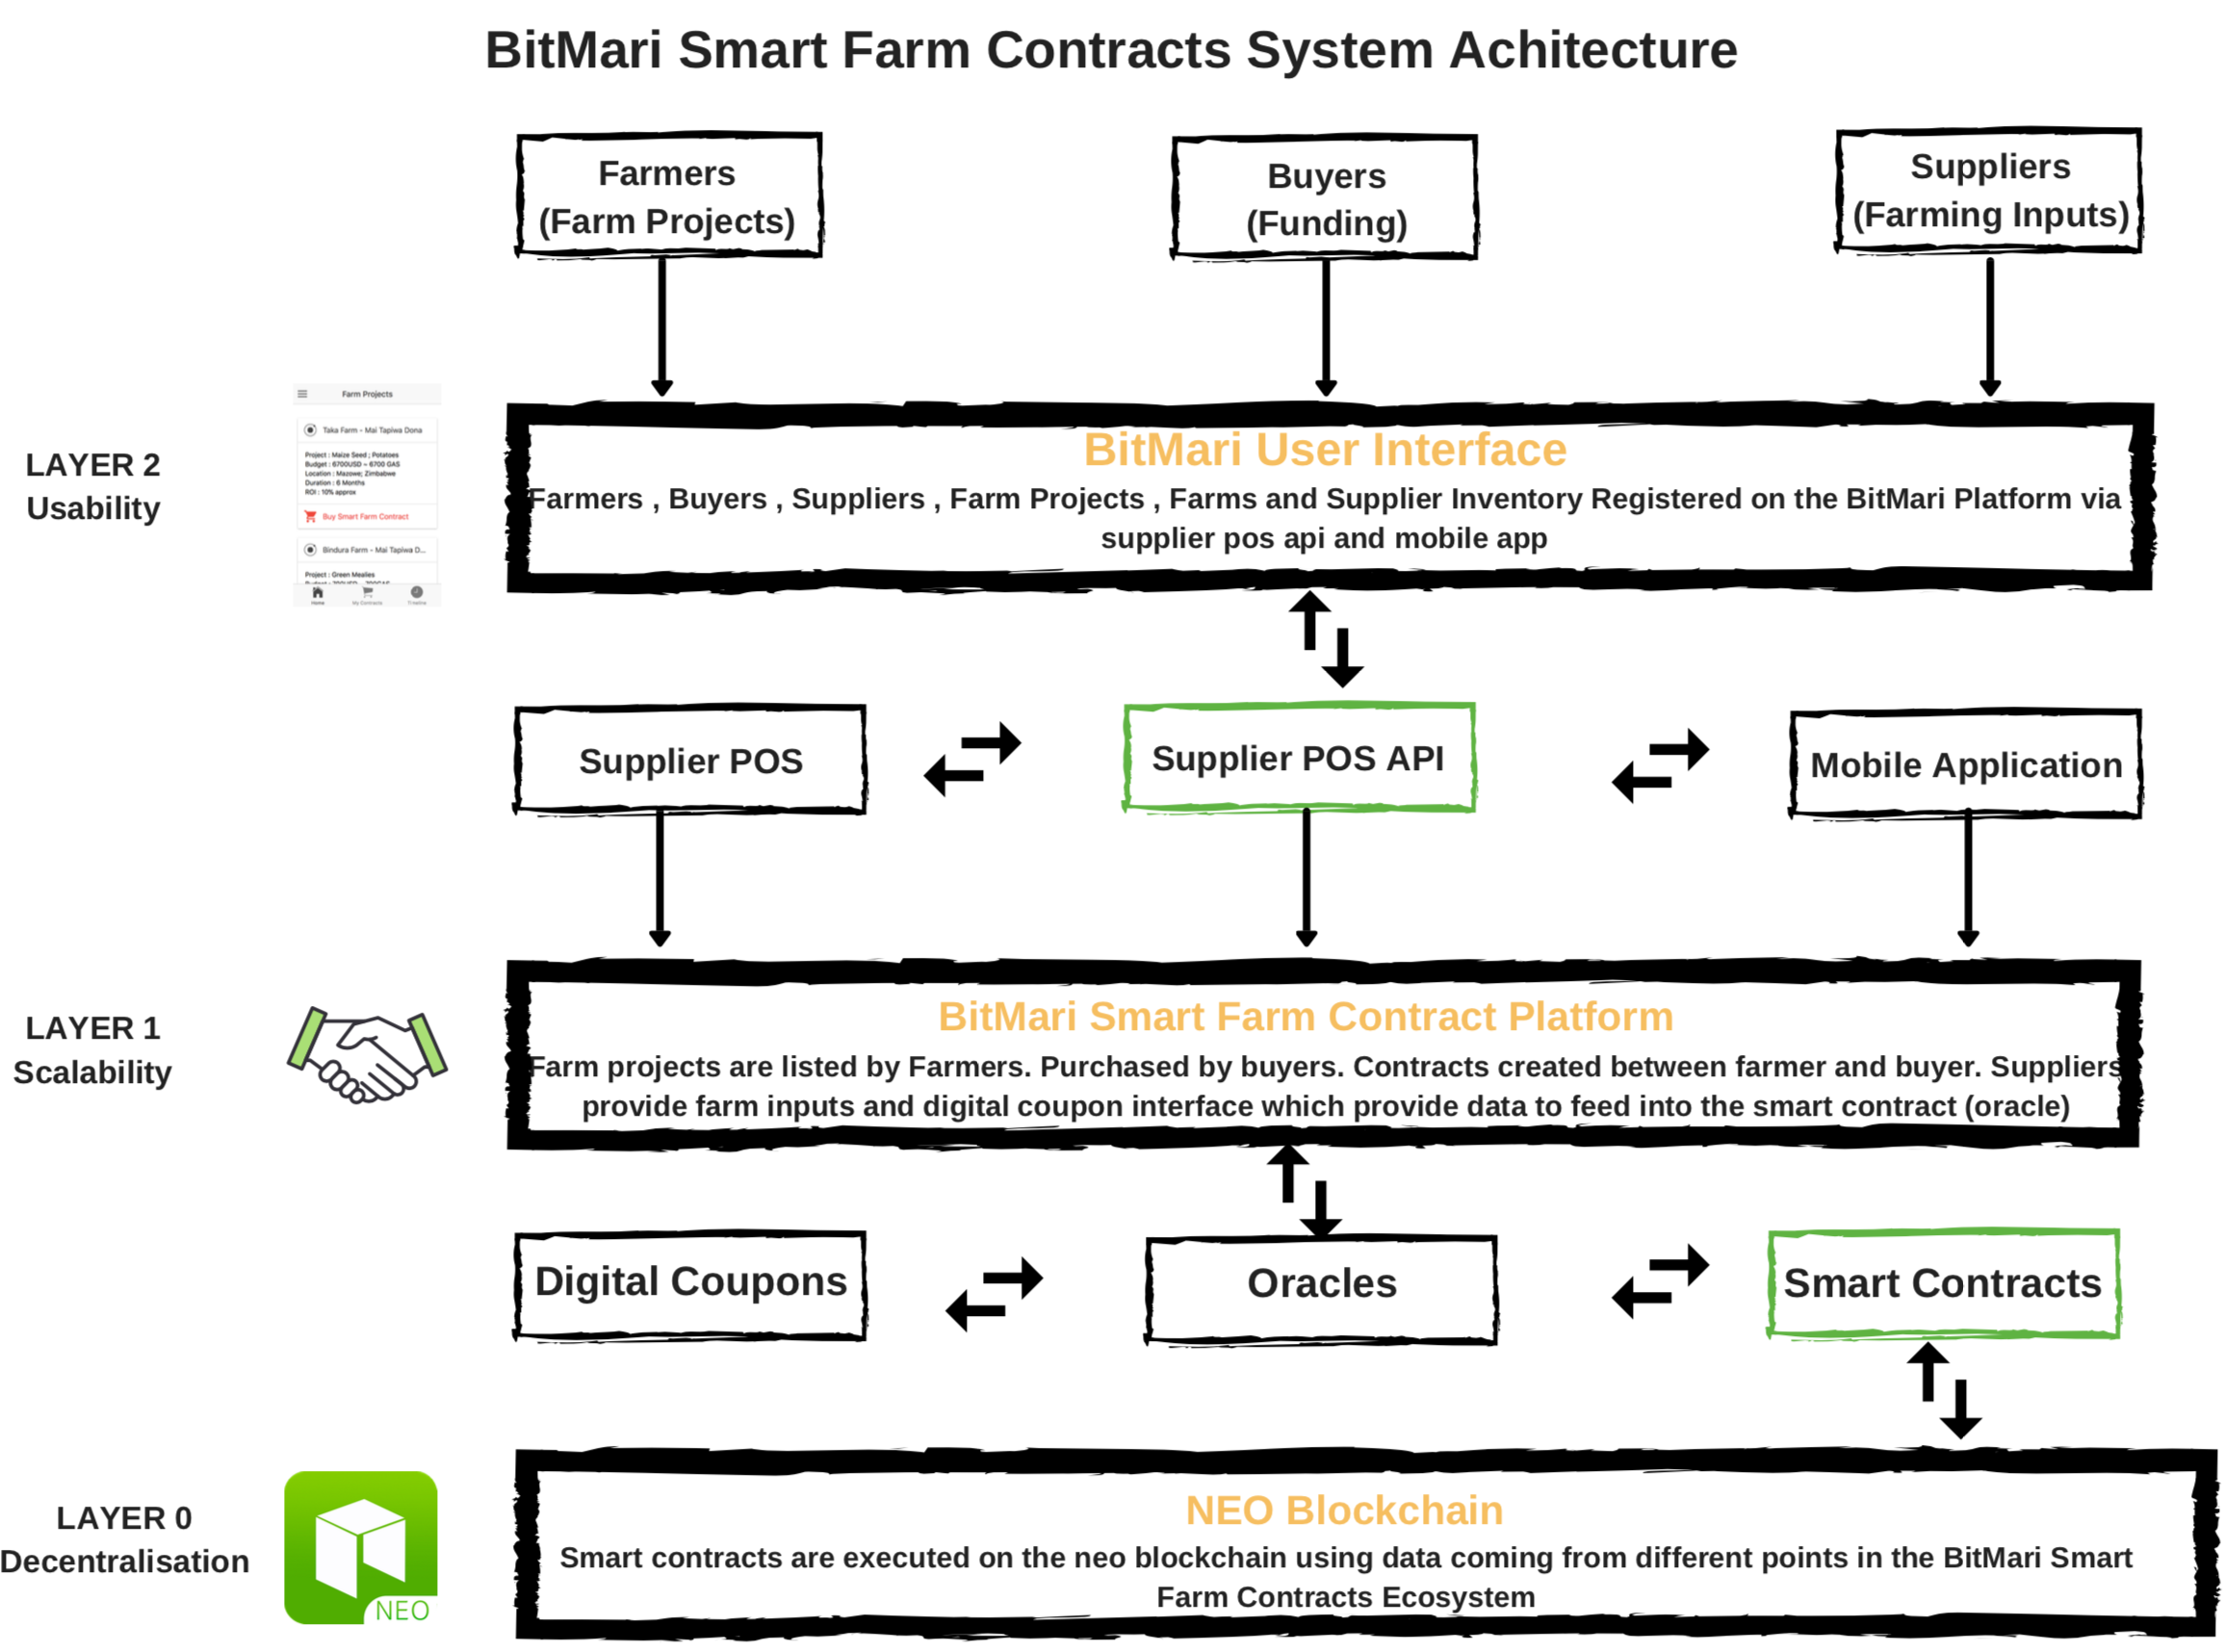 BitMari Smart Farm Contracts System Achitecture
Farmers
(Farm Projects)
Buyers
(Funding)
Suppliers
(Farming Inputs)
LAYER 2
Usability
Farm Projects
Taka Farm - Mai Tapiwa Dona
Project : Maize Seed ; Potatoes
Budget : 6700USD = 6700 GAS
Location : Mazowe; Zimbabwe
Duration : 6 Months
ROI : 10% approx
Buy Smart Farm Contract
Bindura Farm - Mai Tapiwa D...
Project : Green Mealies
Home
My Contracts
Timeline
BitMari User Interface
Farmers , Buyers , Suppliers , Farm Projects , Farms and Supplier Inventory Registered on the BitMari Platform via
supplier pos api and mobile app
Supplier POS
Supplier POS API
Mobile Application
LAYER 1
Scalability
BitMari Smart Farm Contract Platform
Farm projects are listed by Farmers. Purchased by buyers. Contracts created between farmer and buyer. Suppliers
provide farm inputs and digital coupon interface which provide data to feed into the smart contract (oracle)
Digital Coupons
Oracles
Smart Contracts
LAYER 0
Decentralisation
NEO
NEO Blockchain
Smart contracts are executed on the neo blockchain using data coming from different points in the BitMari Smart
Farm Contracts Ecosystem